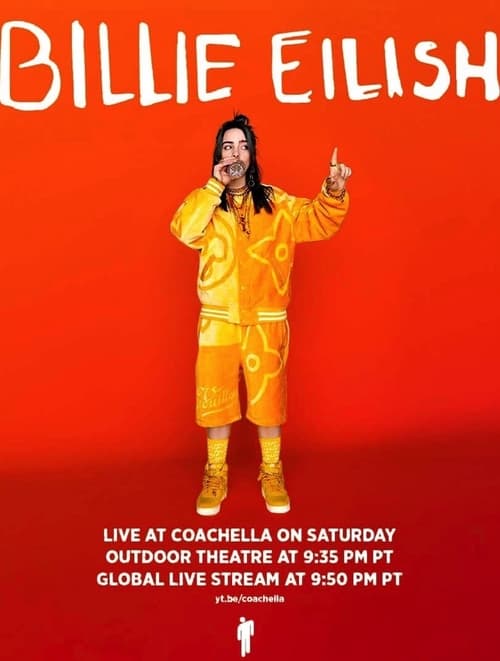 BILLIE EILISH
LIVE AT COACHELLA ON SATURDAY
OUTDOOR THEATRE AT 9:35 PM PT
GLOBAL LIVE STREAM AT 9:50 PM PT
yt.be/coachella